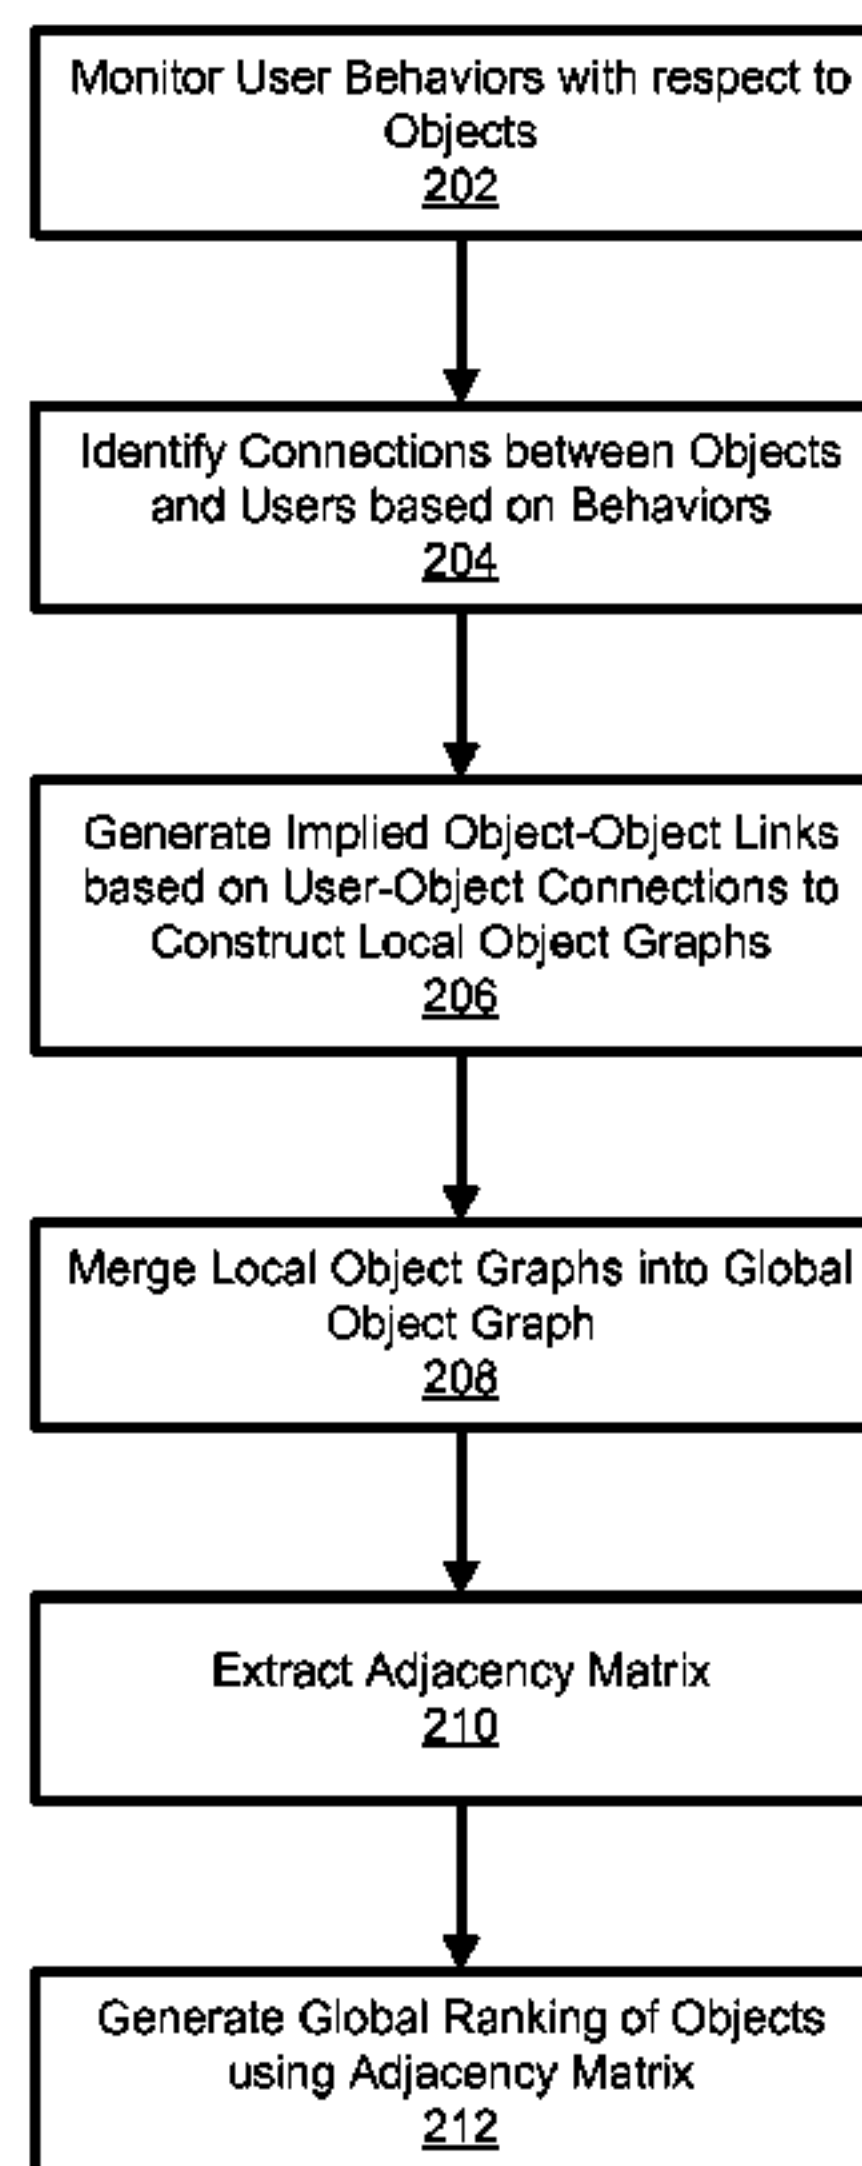 Monitor User Behaviors with respect to
Objects
202
Identify Connections between Objects
and Users based on Behaviors
204
Generate Implied Object-Object Links
based on User-Object Connections to
Construct Local Object Graphs
206
Merge Local Object Graphs into Global
Object Graph
208
Extract Adjacency Matrix
210
Generate Global Ranking of Objects
using Adjacency Matrix
212